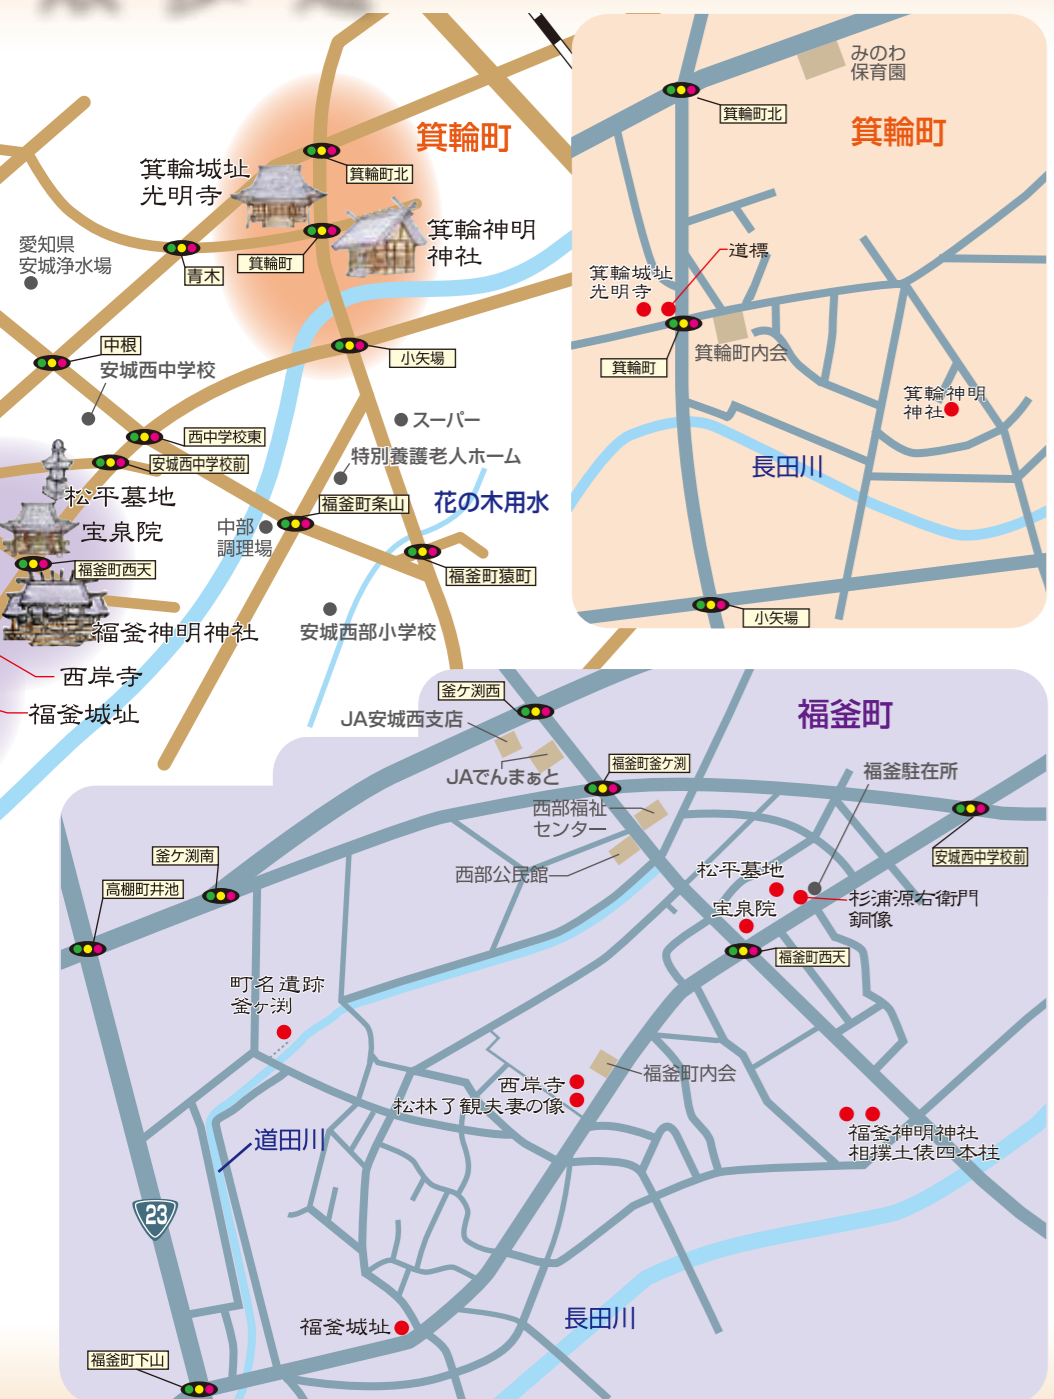 箕輪町
箕輪町北
箕輪城址
光明寺
箕輪神明
神社
箕輪町
青木
愛知県
安城浄水場
中根
安城西中学校
小矢場
西中学校東
安城西中学校前
スーパー
特別養護老人ホーム
福釜町条山
花の木用水
中部
調理場
松平墓地
宝泉院
福釜町西天
福釜町猿町
福釜神明神社
安城西部小学校
西岸寺
福釜城址
みのわ
保育園
箕輪町北
箕輪町
道標
箕輪城址
光明寺
箕輪町
箕輪町内会
箕輪神明
神社
長田川
小矢場
福釜町
釜ケ渕西
JA安城西支店
JAでんまぁと
福釜町釜ケ渕
福釜駐在所
西部福祉
センター
西部公民館
安城西中学校前
釜ケ渕南
高棚町井池
松平墓地
杉浦源右衛門
銅像
宝泉院
福釜町西天
町名遺跡
釜ヶ渕
福釜町内会
西岸寺
松林了観夫妻の像
福釜神明神社
相撲土俵四本柱
道田川
23
長田川
福釜城址
福釜町下山